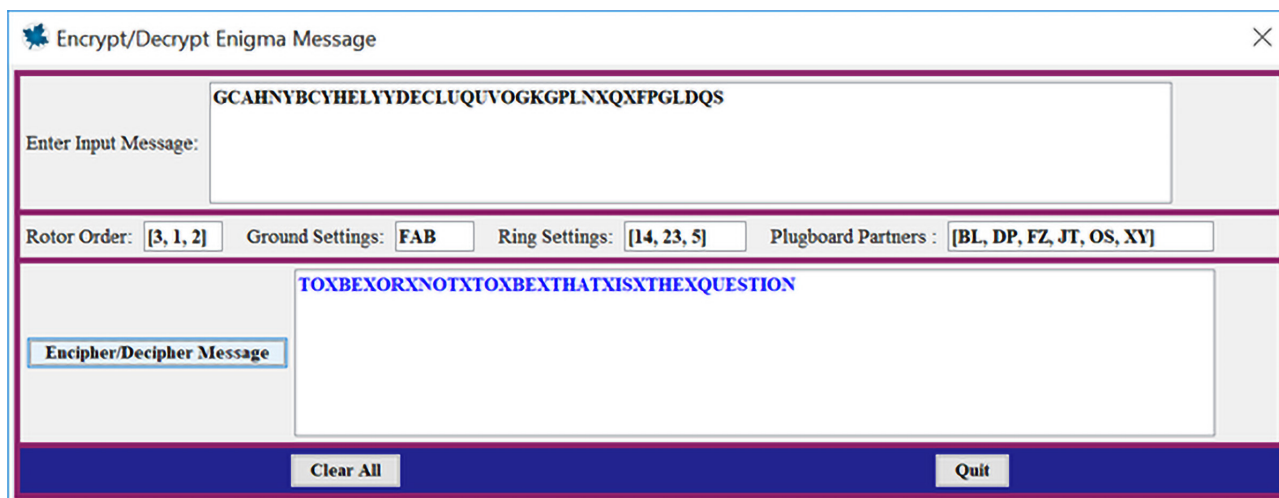 Encrypt/Decrypt Enigma Message
GCAHNYBCYHELYYDECLUQUVOGKGPLNXQXFPGLDQS
Enter Input Message:
Rotor Order: [3, 1, 2] Ground Settings: FAB Ring Settings: [14, 23, 5] Plugboard Partners : [BL, DP, FZ, JT, OS, XY]
TOXBEXORXNOTXTOXBEXTHATXISXTHEXQUESTION
Encipher/Decipher Message
Clear All Quit